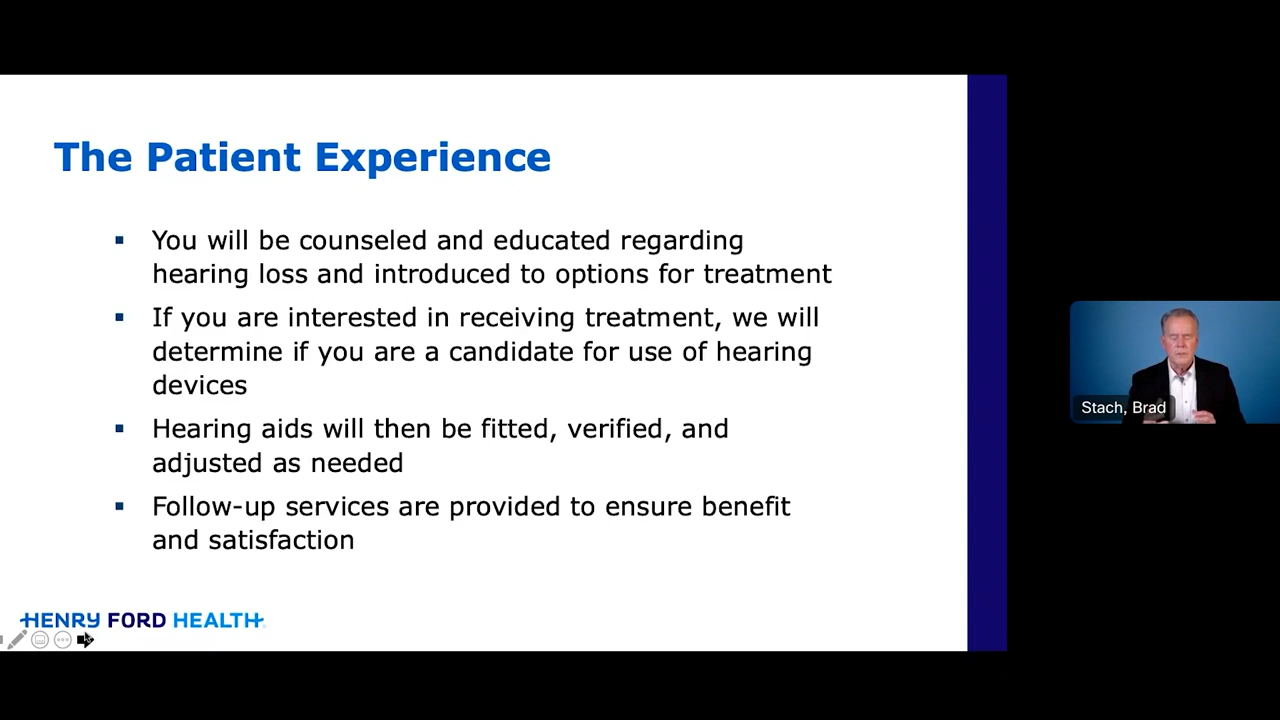 The Patient Experience
You will be counseled and educated regarding
hearing loss and introduced to options for treatment
If you are interested in receiving treatment, we will
determine if you are a candidate for use of hearing
devices
Hearing aids will then be fitted, verified, and
adjusted as needed
Follow-up services are provided to ensure benefit
and satisfaction
Stach, Brad
HENRY FORD HEALTH